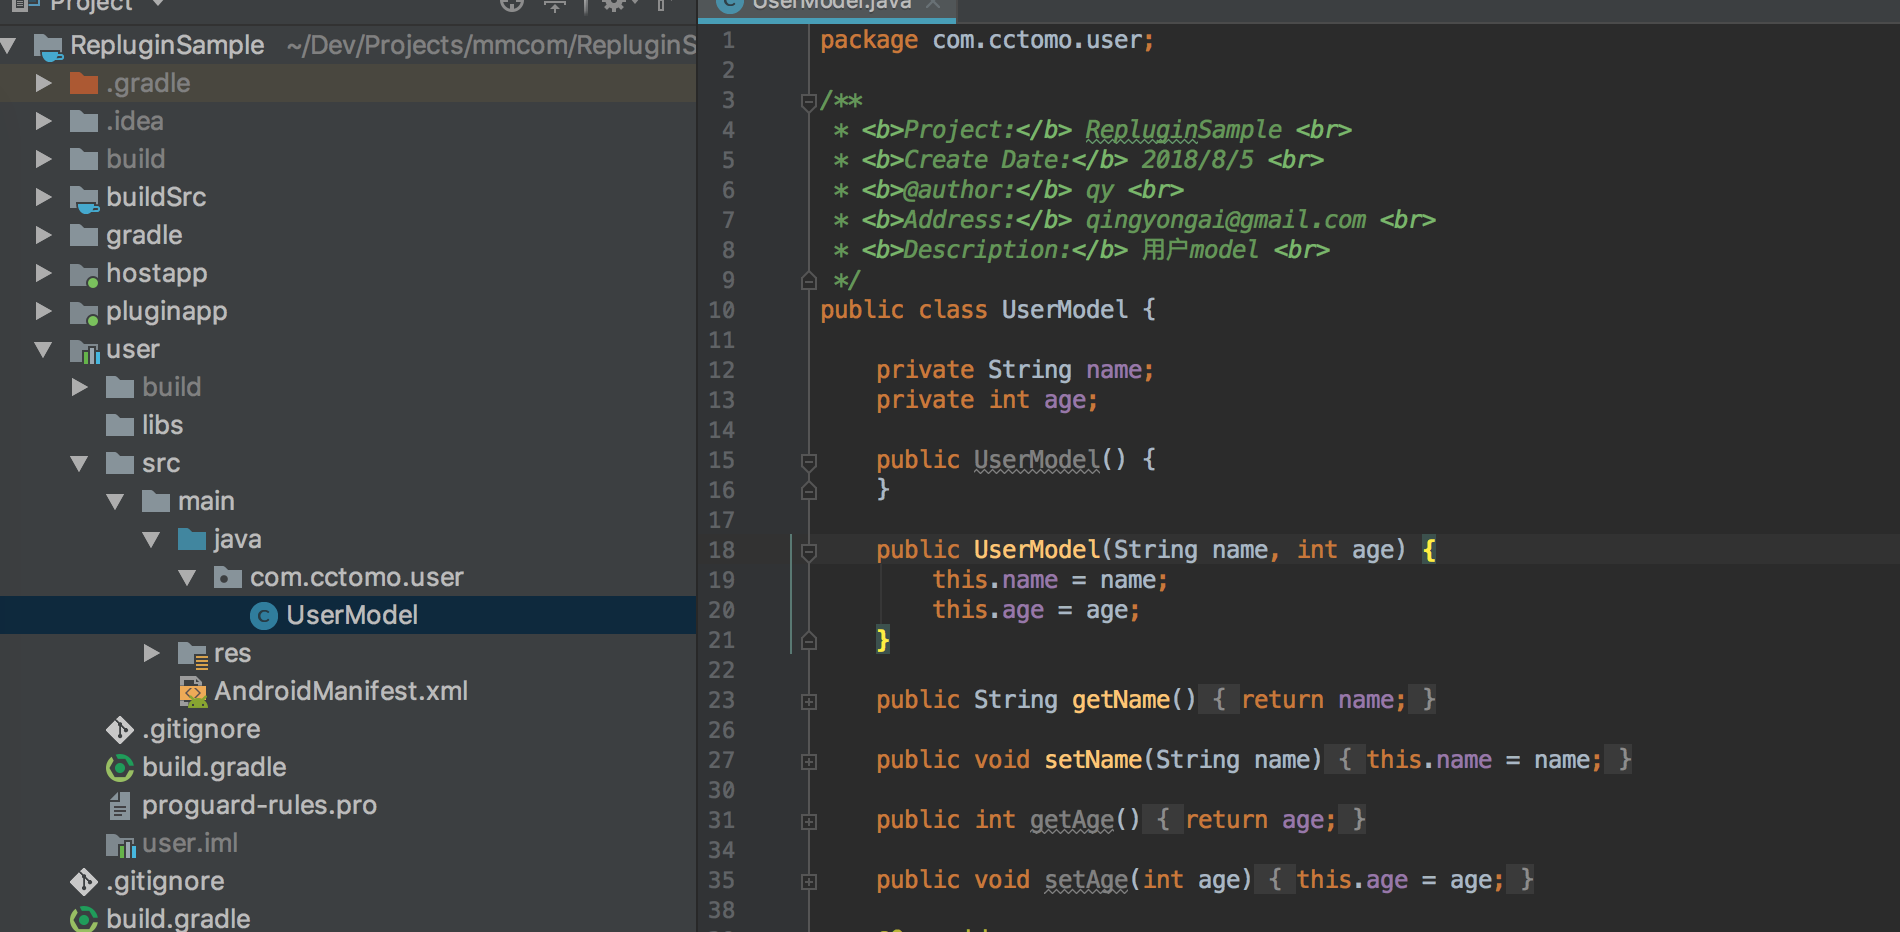 Project
RepluginSample ~/Dev/Projects/mmcom/RepluginS
.gradle
.idea
build
buildSrc
gradle
hostapp
pluginapp
user
build
libs
src
main
java
com.cctomo.user
UserModel
res
AndroidManifest.xml
.gitignore
build.gradle
proguard-rules.pro
user.iml
.gitignore
build.gradle
UserModel.java
1 package com.cctomo.user;
2
3 /**
4 * <b>Project:</b> RepluginSample <br>
5 * <b>Create Date:</b> 2018/8/5 <br>
6 * <b>@author:</b> qy <br>
7 * <b>Address:</b> qingyongai@gmail.com <br>
8 * <b>Description:</b> 用户model <br>
9 */
10 public class UserModel {
11
12 private String name;
13 private int age;
14
15 public UserModel() {
16 }
17
18 public UserModel(String name, int age) {
19 this.name = name;
20 this.age = age;
21 }
22
23 public String getName() { return name; }
26
27 public void setName(String name) { this.name = name; }
30
31 public int getAge() { return age; }
34
35 public void setAge(int age) { this.age = age; }
38